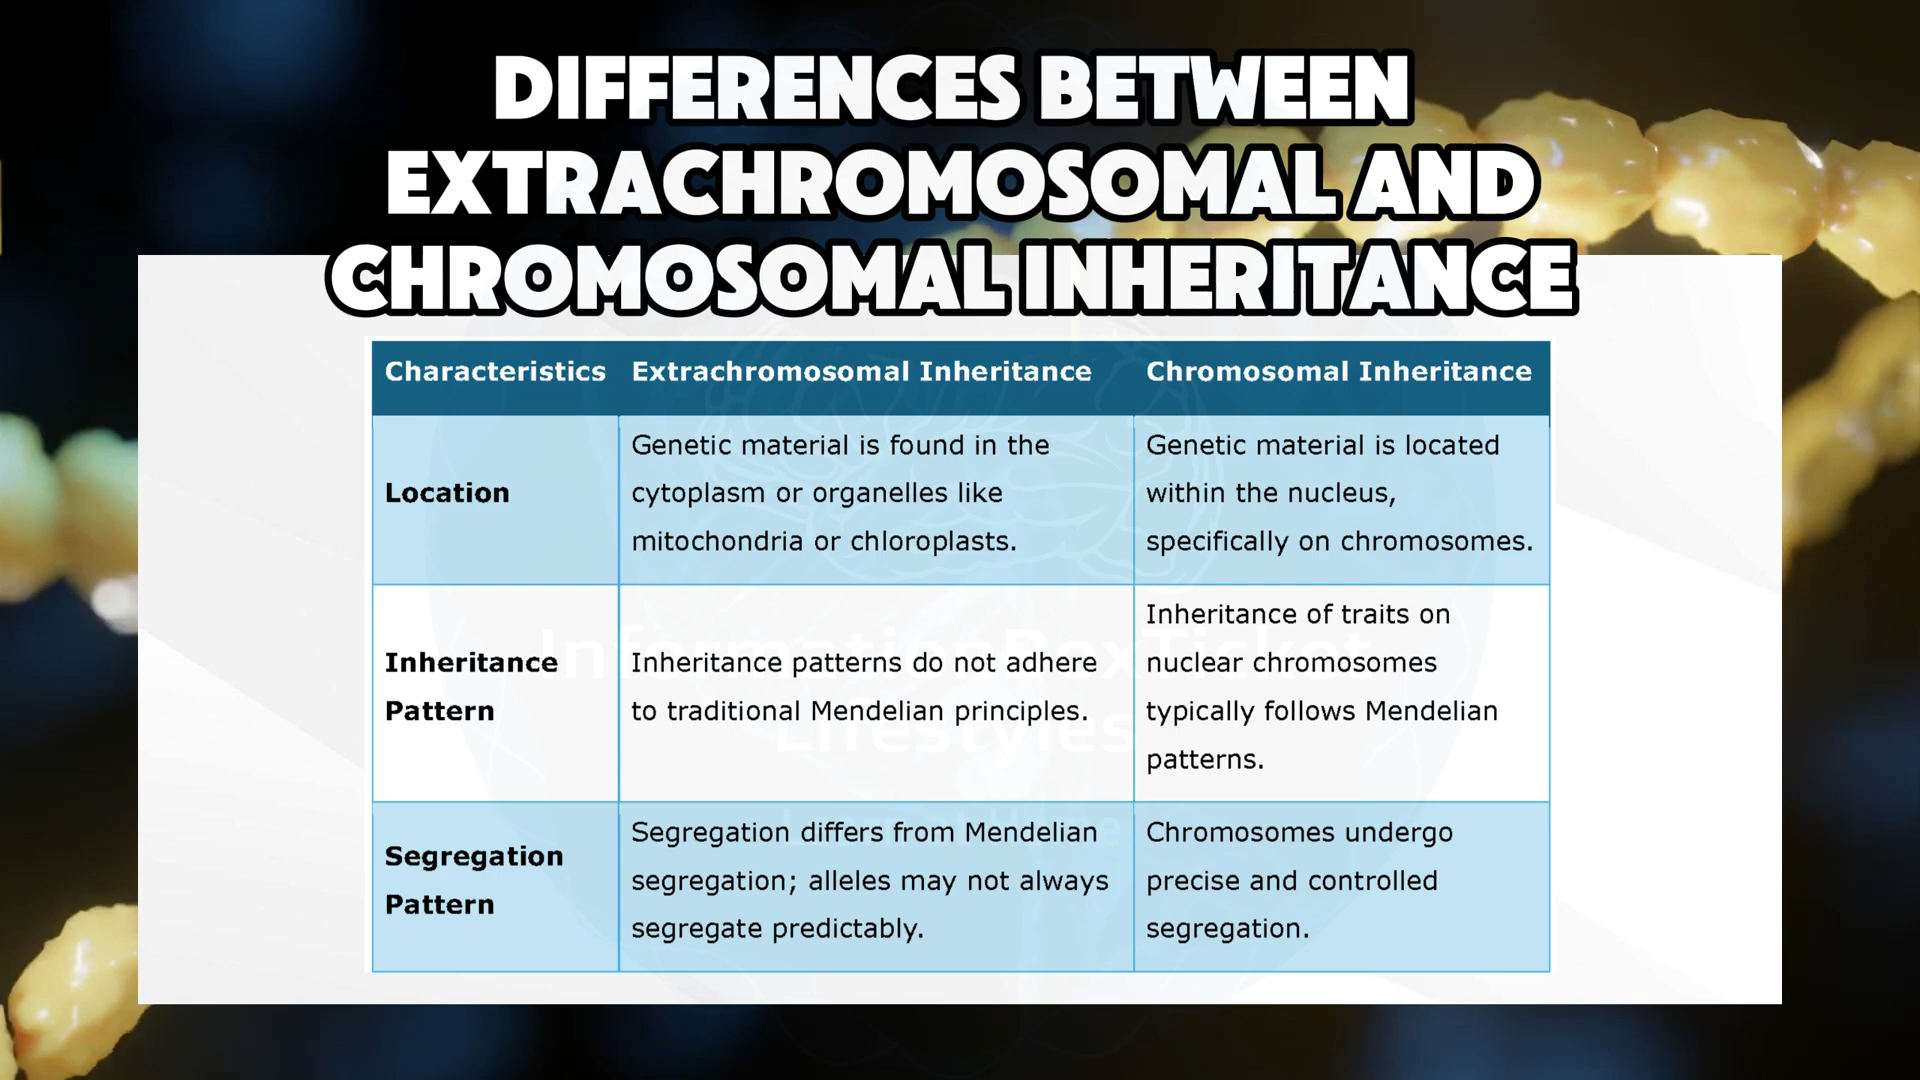 DIFFERENCES BETWEEN
EXTRACHROMOSOMAL AND
CHROMOSOMAL INHERITANCE
Characteristics Extrachromosomal Inheritance Chromosomal Inheritance
Location
Genetic material is found in the
cytoplasm or organelles like
mitochondria or chloroplasts.
Genetic material is located
within the nucleus,
specifically on chromosomes.
Inheritance
Pattern
Inheritance patterns do not adhere
to traditional Mendelian principles.
Inheritance of traits on
nuclear chromosomes
typically follows Mendelian
patterns.
Segregation
Pattern
Segregation differs from Mendelian
segregation; alleles may not always
segregate predictably.
Chromosomes undergo
precise and controlled
segregation.
InformationBoxTicket
Lifestyles